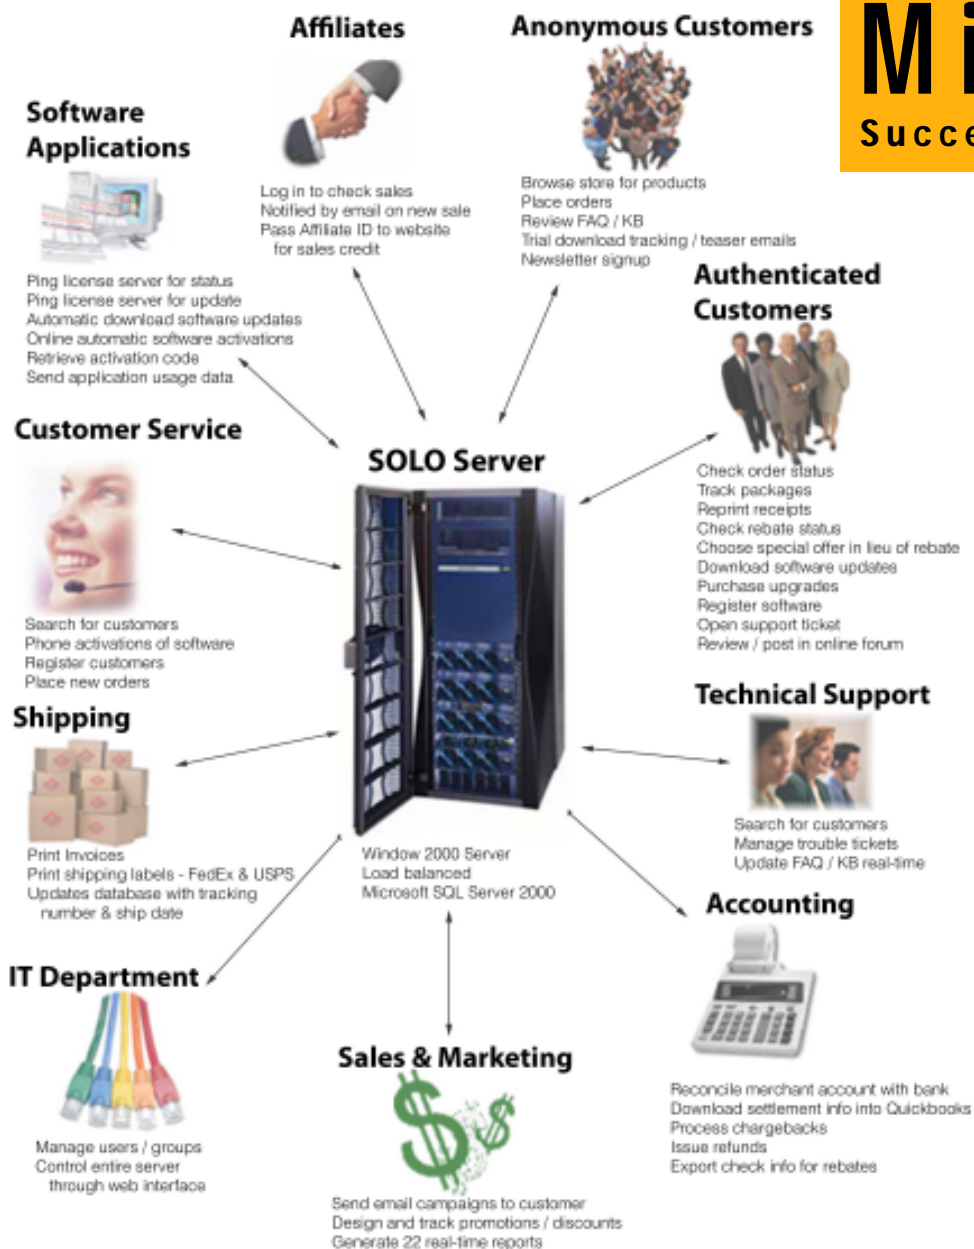 Affiliates
Log in to check sales
Notified by email on new sale
Pass Affiliate ID to website
for sales credit
Anonymous Customers
Browse store for products
Place orders
Review FAQ / KB
Trial download tracking / teaser emails
Newsletter signup
Mi
Succe
Software
Applications
Ping license server for status
Ping license server for update
Automatic download software updates
Online automatic software activations
Retrieve activation code
Send application usage data
Authenticated
Customers
Check order status
Track packages
Reprint receipts
Check rebate status
Choose special offer in lieu of rebate
Download software updates
Purchase upgrades
Register software
Open support ticket
Review / post in online forum
Customer Service
Search for customers
Phone activations of software
Register customers
Place new orders
SOLO Server
Window 2000 Server
Load balanced
Microsoft SQL Server 2000
Technical Support
Search for customers
Manage trouble tickets
Update FAQ / KB real-time
Shipping
Print Invoices
Print shipping labels - FedEx & USPS
Updates database with tracking
number & ship date
Accounting
Reconcile merchant account with bank
Download settlement info into Quickbooks
Process chargebacks
Issue refunds
Export check info for rebates
IT Department
Manage users / groups
Control entire server
through web interface
Sales & Marketing
Send email campaigns to customer
Design and track promotions / discounts
Generate 22 real-time reports